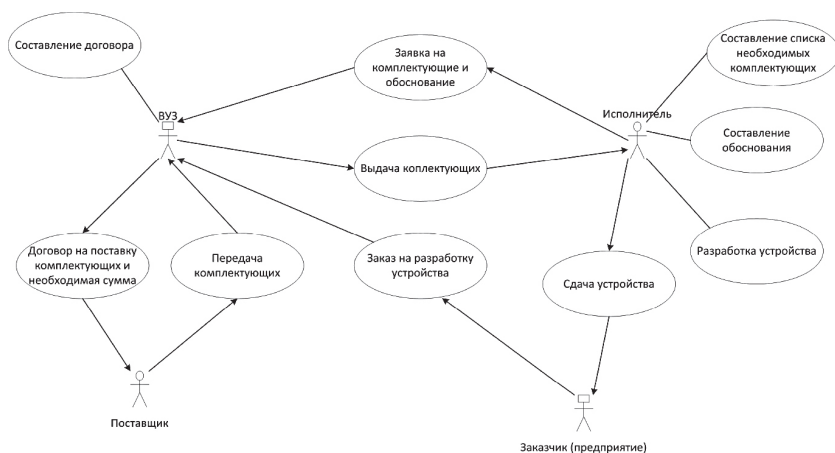 Составление договора
Заявка на
комплектующие и
обоснование
Составление списка
необходимых
комплектующих
ВУЗ
Исполнитель
Составление
обоснования
Выдача коплектующих
Договор на поставку
комплектующих и
необходимая сумма
Передача
комплектующих
Заказ на разработку
устройства
Сдача устройства
Разработка устройства
Поставщик
Заказчик (предприятие)